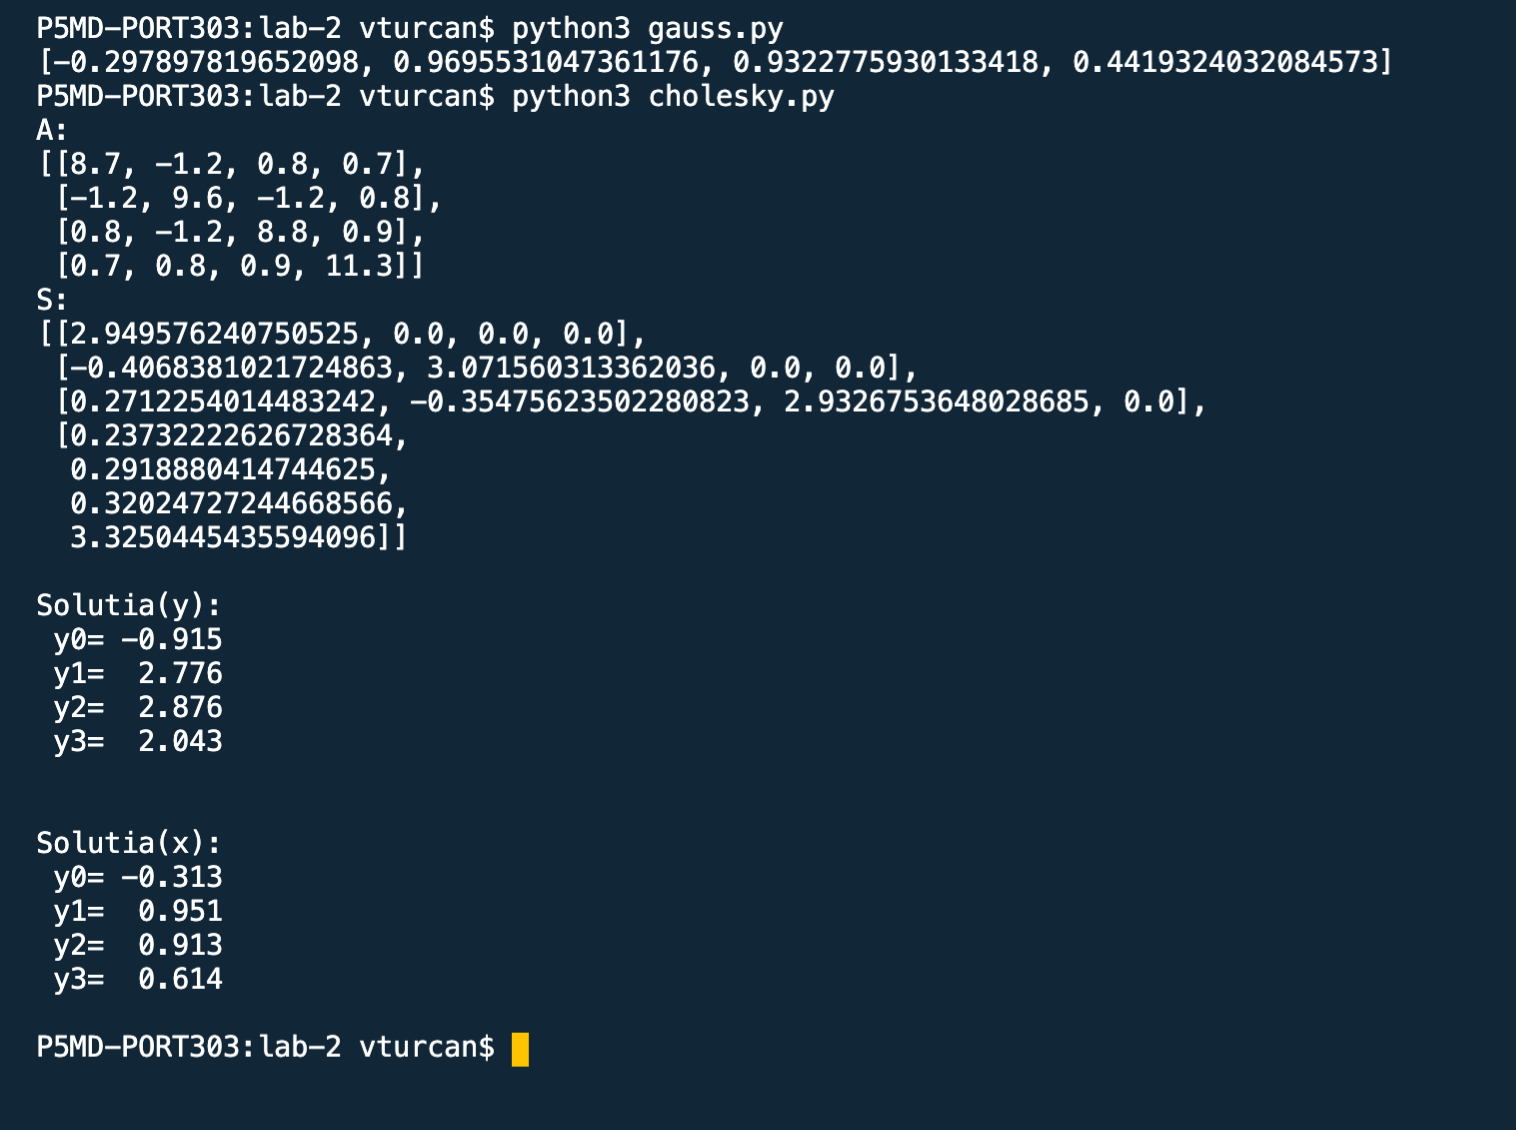 P5MD-PORT303:lab-2 vturcan$ python3 gauss.py
[-0.297897819652098, 0.9695531047361176, 0.9322775930133418, 0.4419324032084573]
P5MD-PORT303:lab-2 vturcan$ python3 cholesky.py
A:
[[8.7, -1.2, 0.8, 0.7],
 [-1.2, 9.6, -1.2, 0.8],
 [0.8, -1.2, 8.8, 0.9],
 [0.7, 0.8, 0.9, 11.3]]
S:
[[2.949576240750525, 0.0, 0.0, 0.0],
 [-0.4068381021724863, 3.071560313362036, 0.0, 0.0],
 [0.2712254014483242, -0.35475623502280823, 2.9326753648028685, 0.0],
 [0.23732222626728364,
  0.2918880414744625,
  0.32024727244668566,
  3.3250445435594096]]
Solutia(y):
 y0= -0.915
 y1=  2.776
 y2=  2.876
 y3=  2.043
Solutia(x):
 y0= -0.313
 y1=  0.951
 y2=  0.913
 y3=  0.614
P5MD-PORT303:lab-2 vturcan$